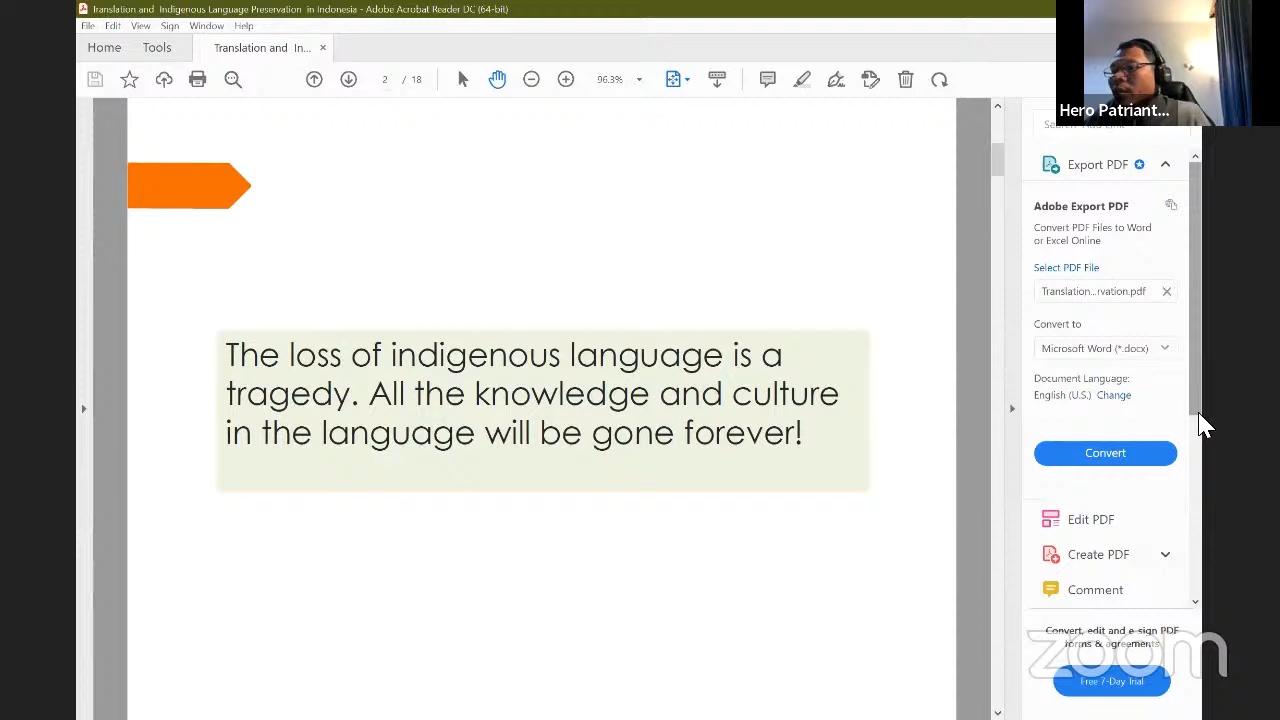 Translation and Indigenous Language Preservation in Indonesia - Adobe Acrobat Reader DC (64-bit)
File Edit View Sign Window Help
Home Tools Translation and In... ×
2 / 18 96.3%
Hero Patriant...
Export PDF
Adobe Export PDF
Convert PDF Files to Word
or Excel Online
Select PDF File
Translation...rvation.pdf
Convert to
Microsoft Word (*.docx)
Document Language:
English (U.S.) Change
Convert
Edit PDF
Create PDF
Comment
Convert, edit and e-sign PDF
forms & agreements
Free 7-Day Trial
zoom
The loss of indigenous language is a
tragedy. All the knowledge and culture
in the language will be gone forever!